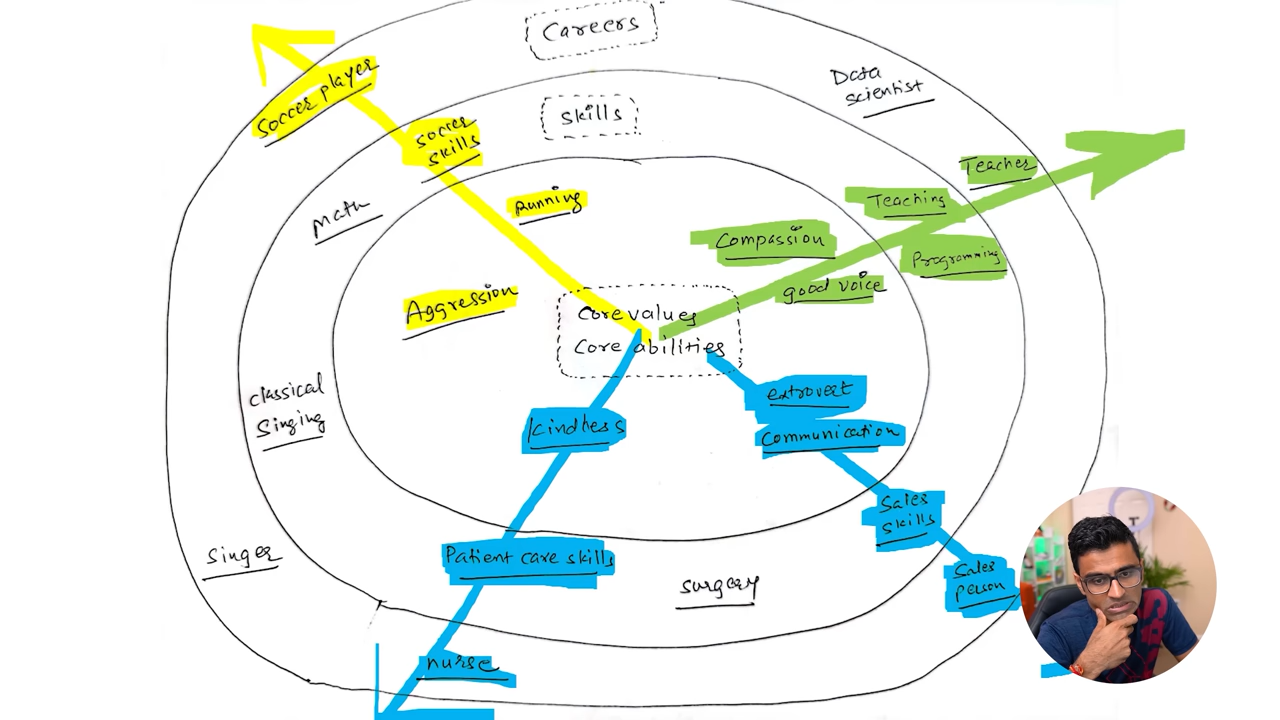 Careers
Data
scientist
soccer player
skills
soccer
skills
Teacher
Running
Teaching
Math
Compassion
Programming
good voice
Aggression
Core values
Core abilities
extrovert
classical
Singing
kindness
Communication
Sales
skills
Patient care skills
Singer
surgery
Sales
person
nurse